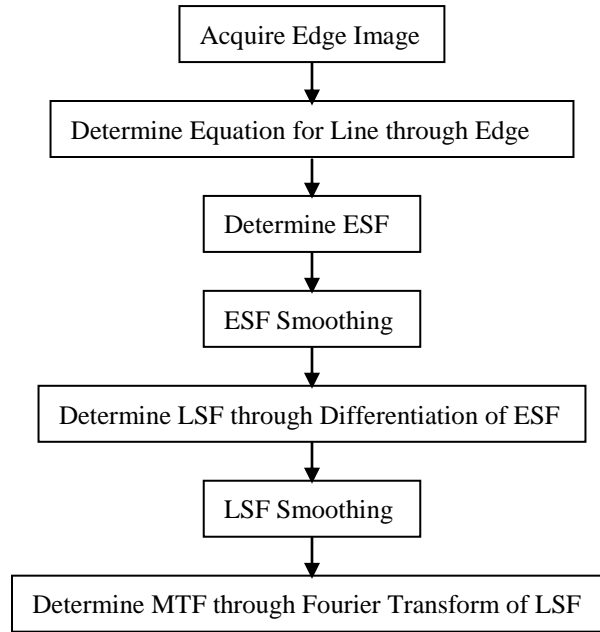 Acquire Edge Image
Determine Equation for Line through Edge
Determine ESF
ESF Smoothing
Determine LSF through Differentiation of ESF
LSF Smoothing
Determine MTF through Fourier Transform of LSF